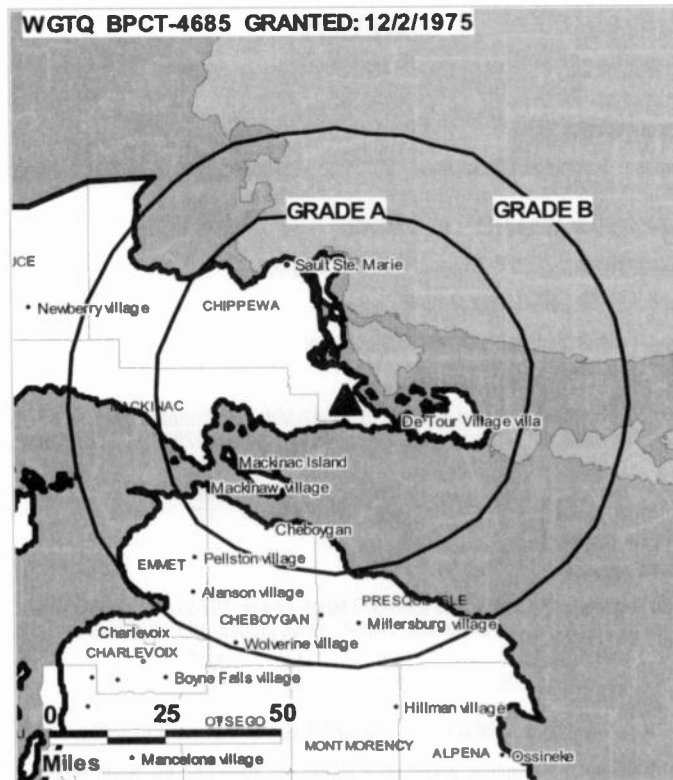 WGTQ BPCT-4685 GRANTED: 12/2/1975
GRADE A
GRADE B
Sault Ste. Marie
UCE
Newberry village
CHIPPEWA
MACKINAC
De Tour Village villa
Mackinac Island
Mackinaw village
Cheboygan
EMMET
Pellston village
Alanson village
PRESQUE ISLE
CHEBOYGAN
Millersburg village
Charlevoix
Wolverine village
CHARLEVOIX
Boyne Falls village
0 25 50
OTSEGO
Hillman village
MONTMORENCY
Miles
Mancelona village
ALPENA
Ossineke